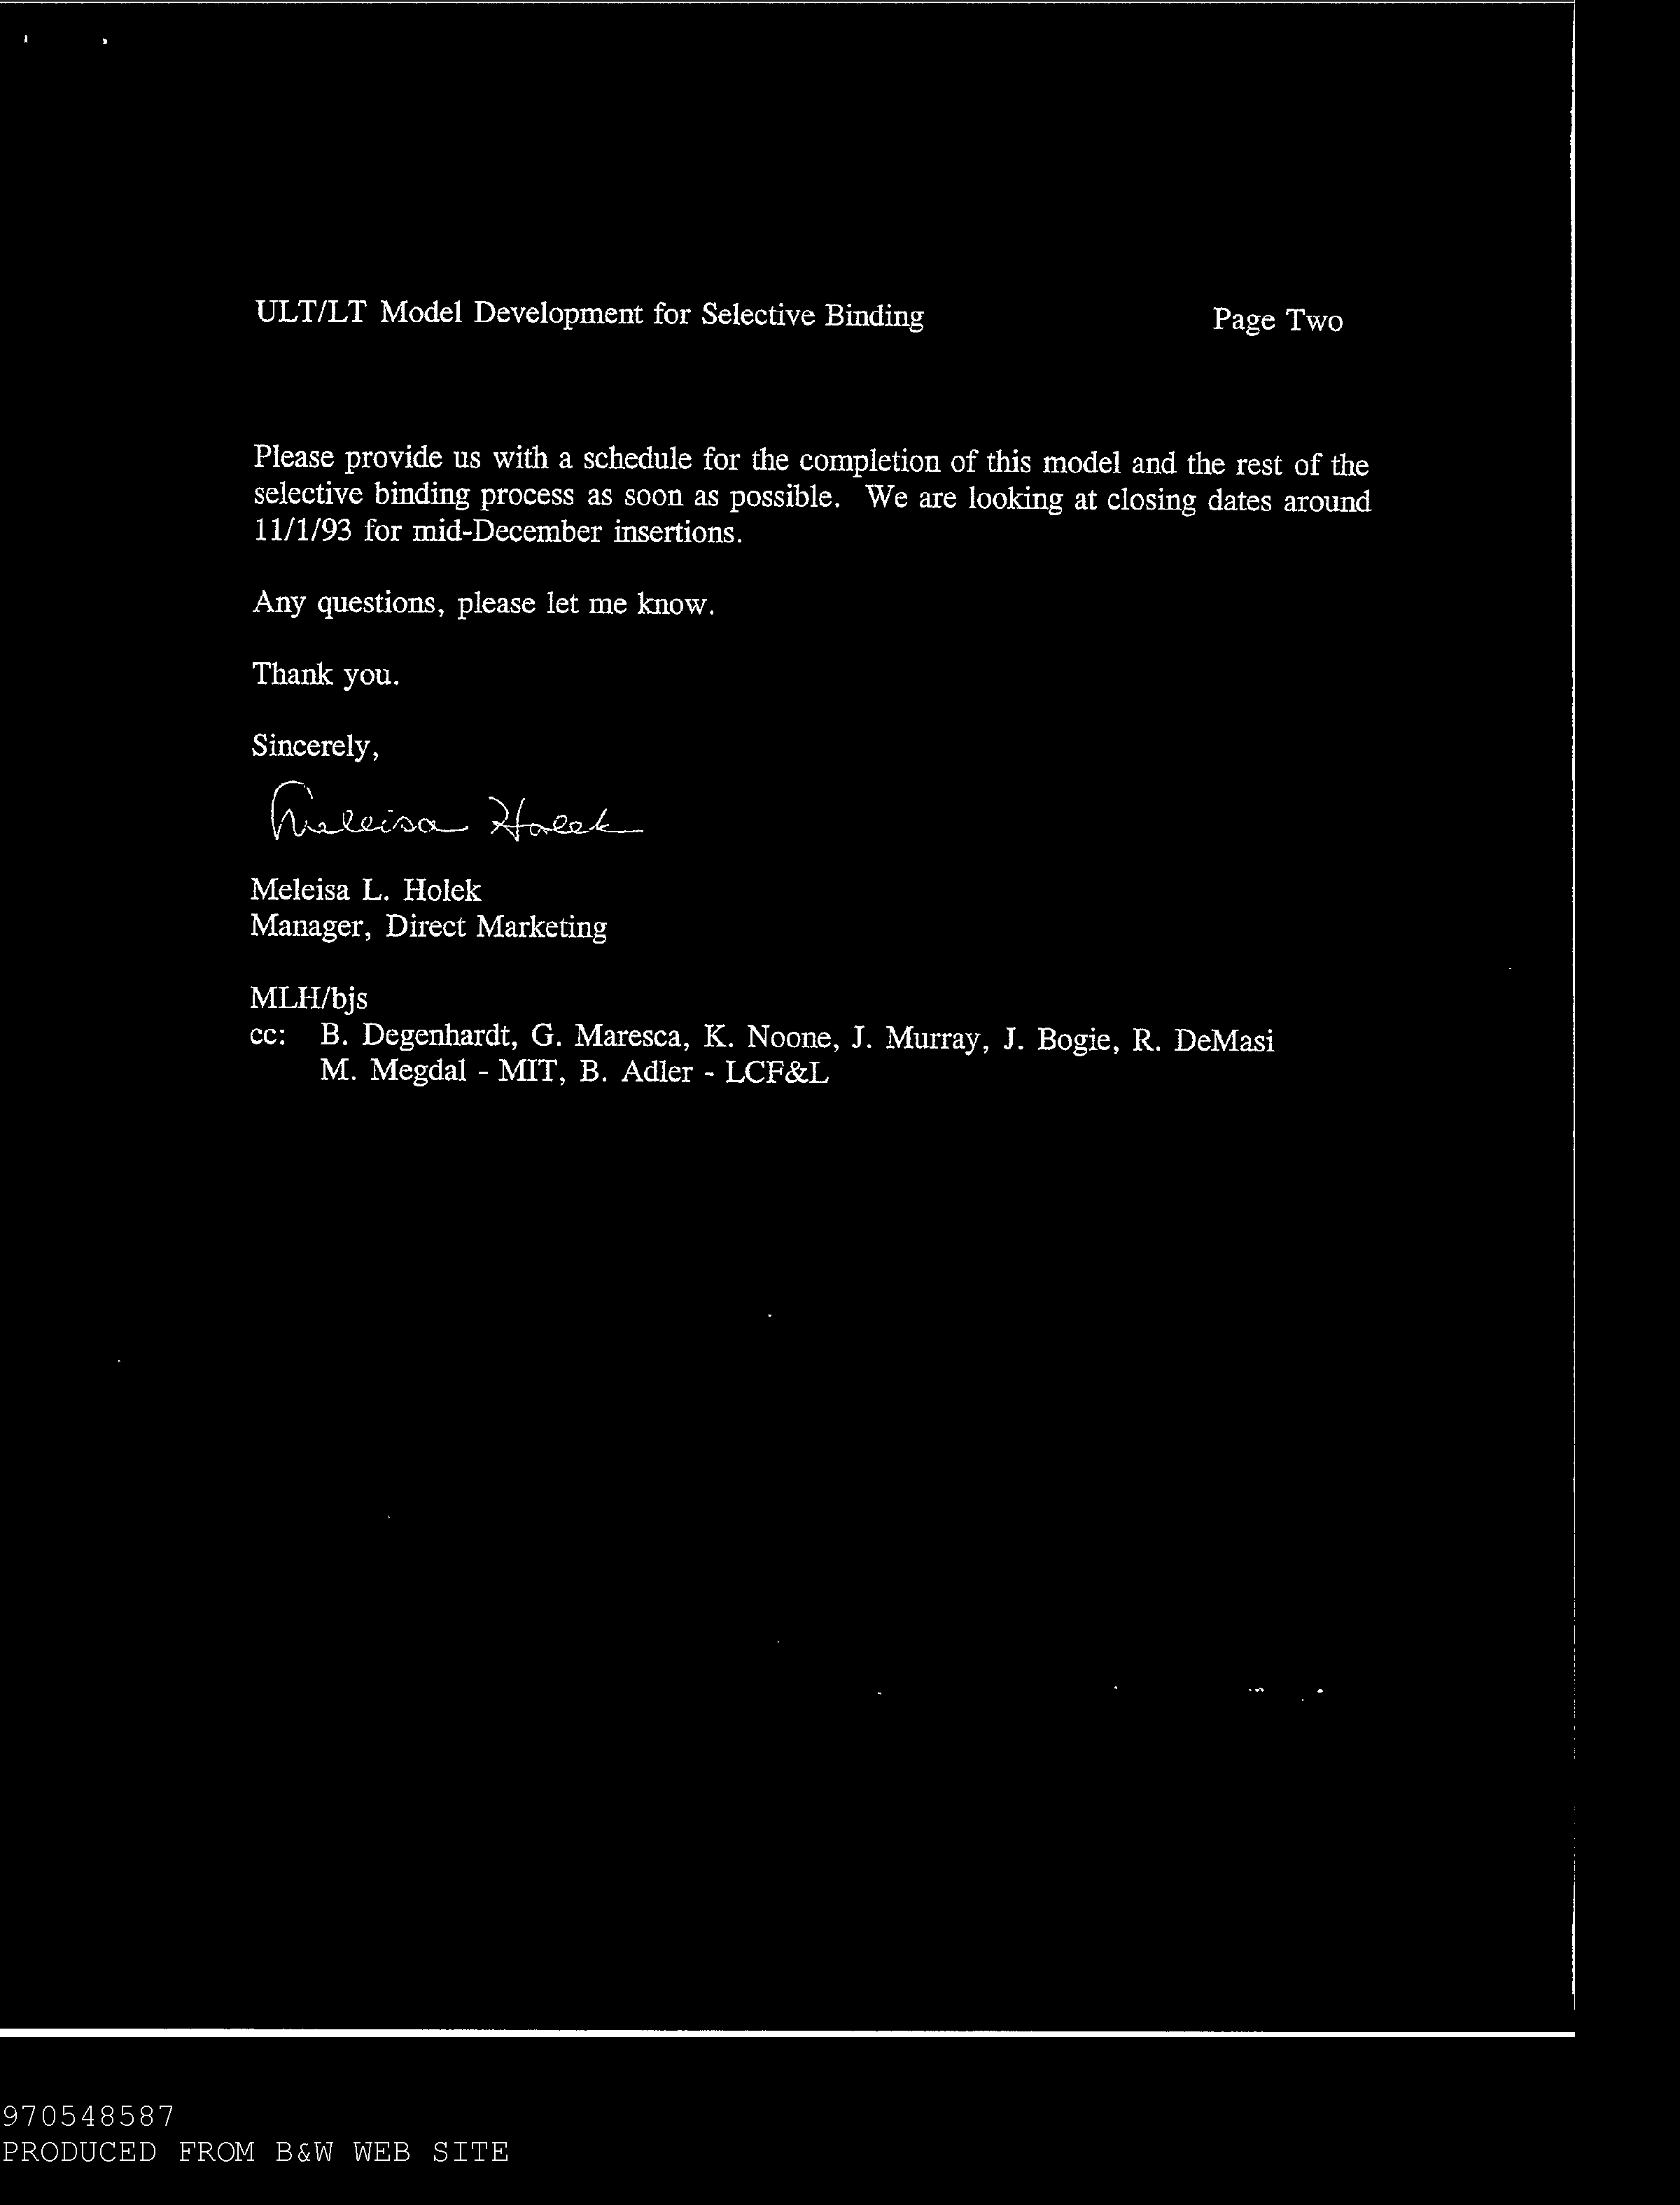 ULT/LT Model Development for Selective Binding Page Two
Please provide us with a schedule for the completion of this model and the rest of the
selective binding process as soon as possible. We are looking at closing dates around
11/1/93 for mid-December insertions.
Any questions, please let me know.
Thank you.
Sincerely,
Meleisa Holek
Meleisa L. Holek
Manager, Direct Marketing
MLH/bjs
cc: B. Degenhardt, G. Maresca, K. Noone, J. Murray, J. Bogie, R. DeMasi
M. Megdal - MIT, B. Adler - LCF&L
970548587
PRODUCED FROM B&W WEB SITE